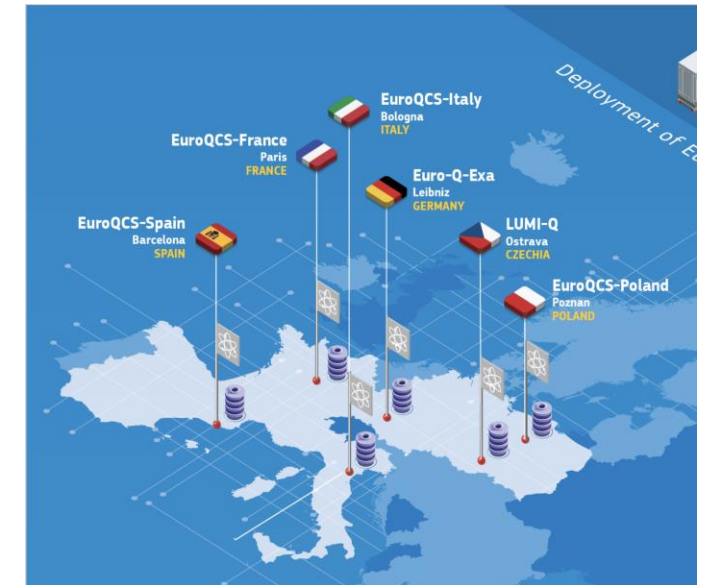 Deployment of
EuroQCS-Italy
Bologna
ITALY
EuroQCS-France
Paris
FRANCE
Euro-Q-Exa
Leibniz
GERMANY
EuroQCS-Spain
Barcelona
SPAIN
LUMI-Q
Ostrava
CZECHIA
EuroQCS-Poland
Poznan
POLAND